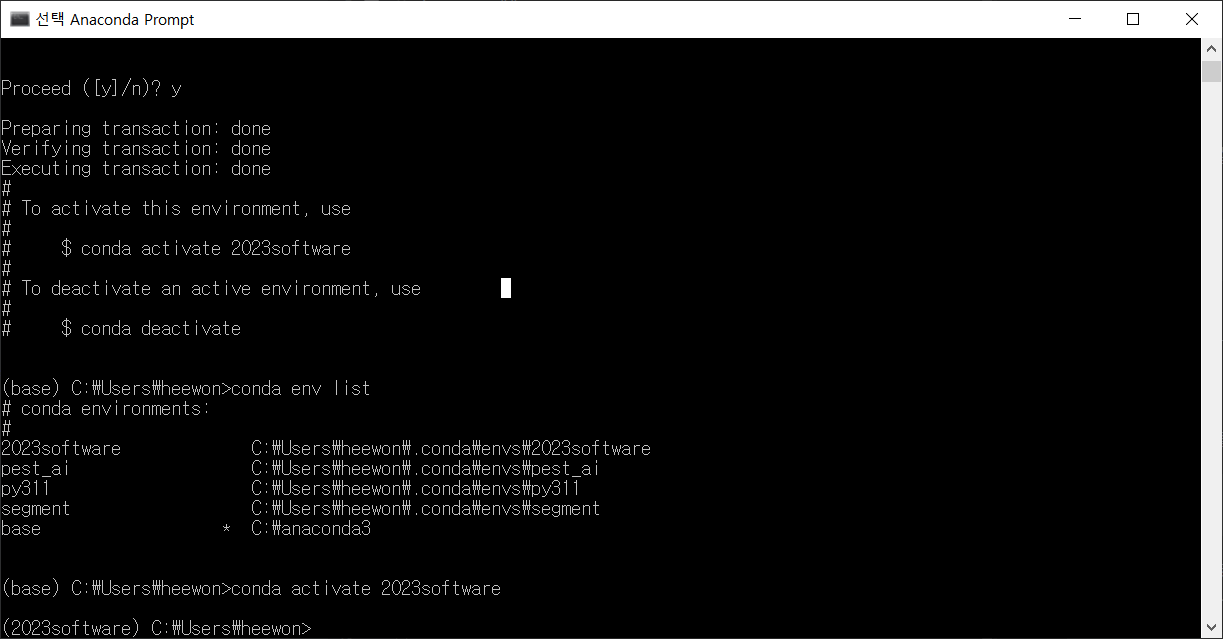 선택 Anaconda Prompt
Proceed ([y]/n)? y
Preparing transaction: done
Verifying transaction: done
Executing transaction: done
#
# To activate this environment, use
#
#     $ conda activate 2023software
#
# To deactivate an active environment, use
#
#     $ conda deactivate
(base) C:₩Users₩heewon>conda env list
# conda environments:
#
2023software             C:₩Users₩heewon₩.conda₩envs₩2023software
pest_ai                  C:₩Users₩heewon₩.conda₩envs₩pest_ai
py311                    C:₩Users₩heewon₩.conda₩envs₩py311
segment                  C:₩Users₩heewon₩.conda₩envs₩segment
base                  *  C:₩anaconda3
(base) C:₩Users₩heewon>conda activate 2023software
(2023software) C:₩Users₩heewon>